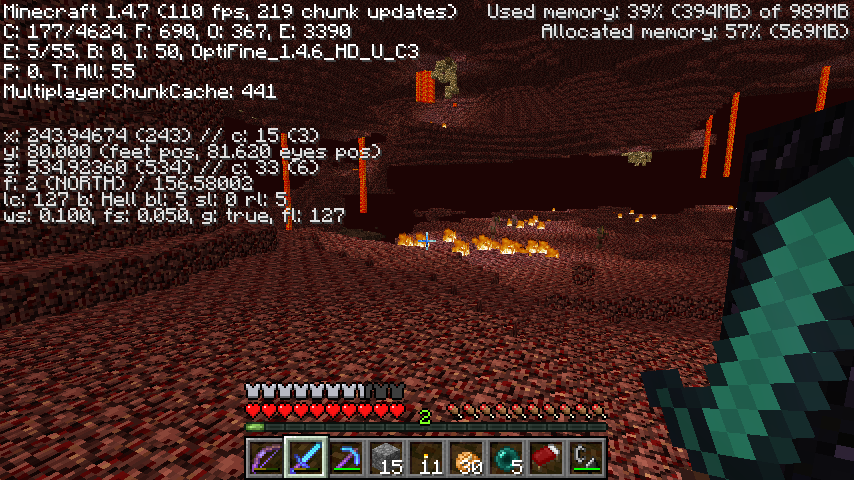 Minecraft 1.4.7 (110 fps, 219 chunk updates)
C: 177/4624. F: 690, O: 367, E: 3390
E: 5/55. B: 0, I: 50, OptiFine_1.4.6_HD_U_C3
P: 0. T: All: 55
MultiplayerChunkCache: 441
Used memory: 39% (394MB) of 989MB
Allocated memory: 57% (569MB)
x: 243.94674 (243) // c: 15 (3)
y: 80.000 (feet pos, 81.620 eyes pos)
z: 534.92360 (534) // c: 33 (6)
f: 2 (NORTH) / 156.58002
lc: 127 b: Hell bl: 5 sl: 0 rl: 5
ws: 0.100, fs: 0.050, g: true, fl: 127
2
15 11 30 5